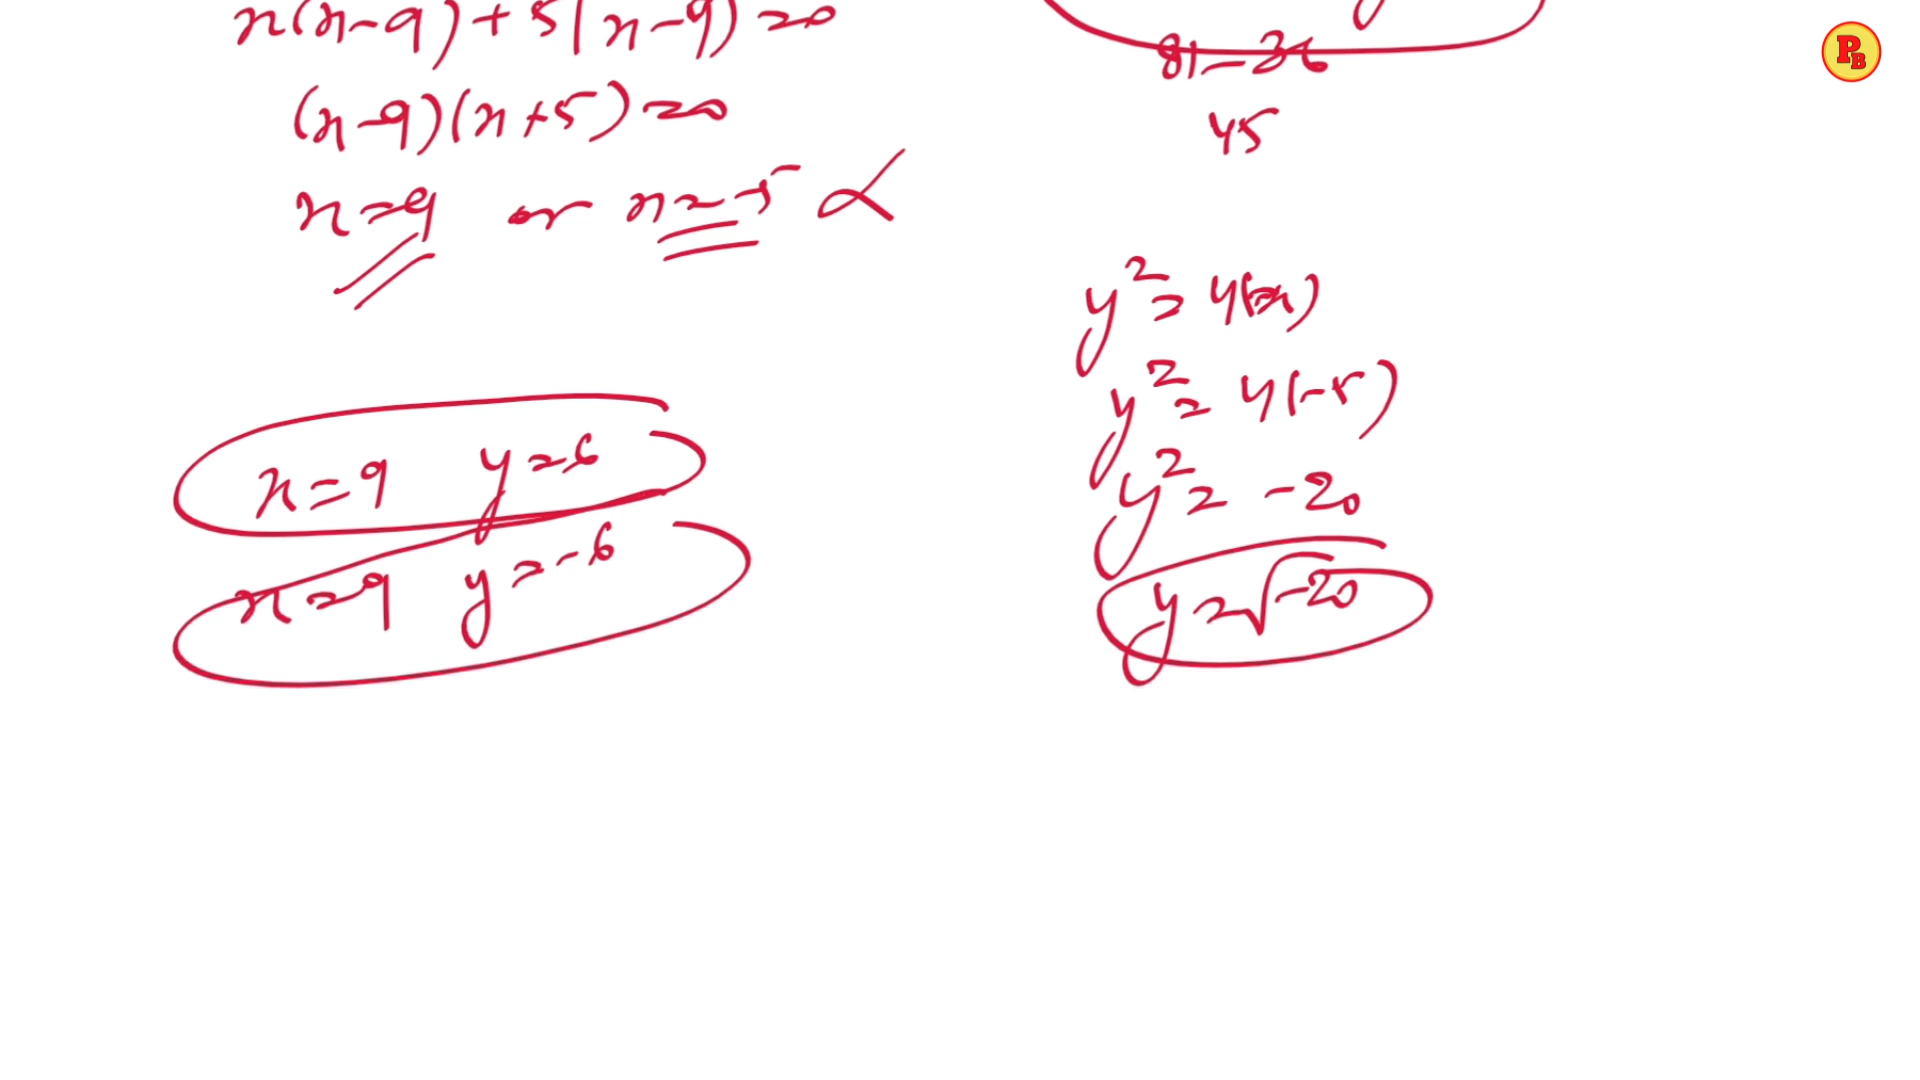 x(x-9)+5(x-9)=0
(x-9)(x+5)=0
x=9 or x=-5
x=9 y=6
x=9 y=-6
81-36
45
y²=4(x)
y²=4(-5)
y²=-20
y=√-20
PB